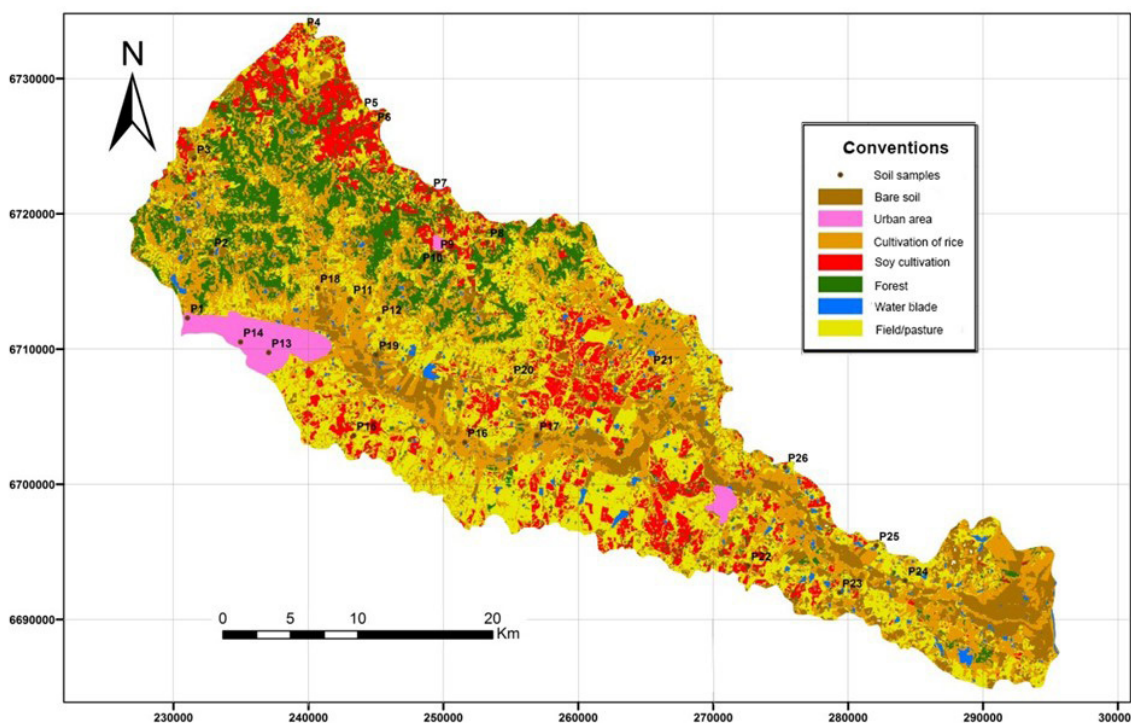 N
6730000
6720000
6710000
6700000
6690000
230000
240000
250000
260000
270000
280000
290000
300000
P4
P5
P6
P3
P7
P2
P8
P9
P10
P18
P11
P1
P12
P14
P13
P19
P21
P20
P15
P16
P17
P26
P25
P22
P24
P23
0 5 10 20
Km
Conventions
Soil samples
Bare soil
Urban area
Cultivation of rice
Soy cultivation
Forest
Water blade
Field/pasture